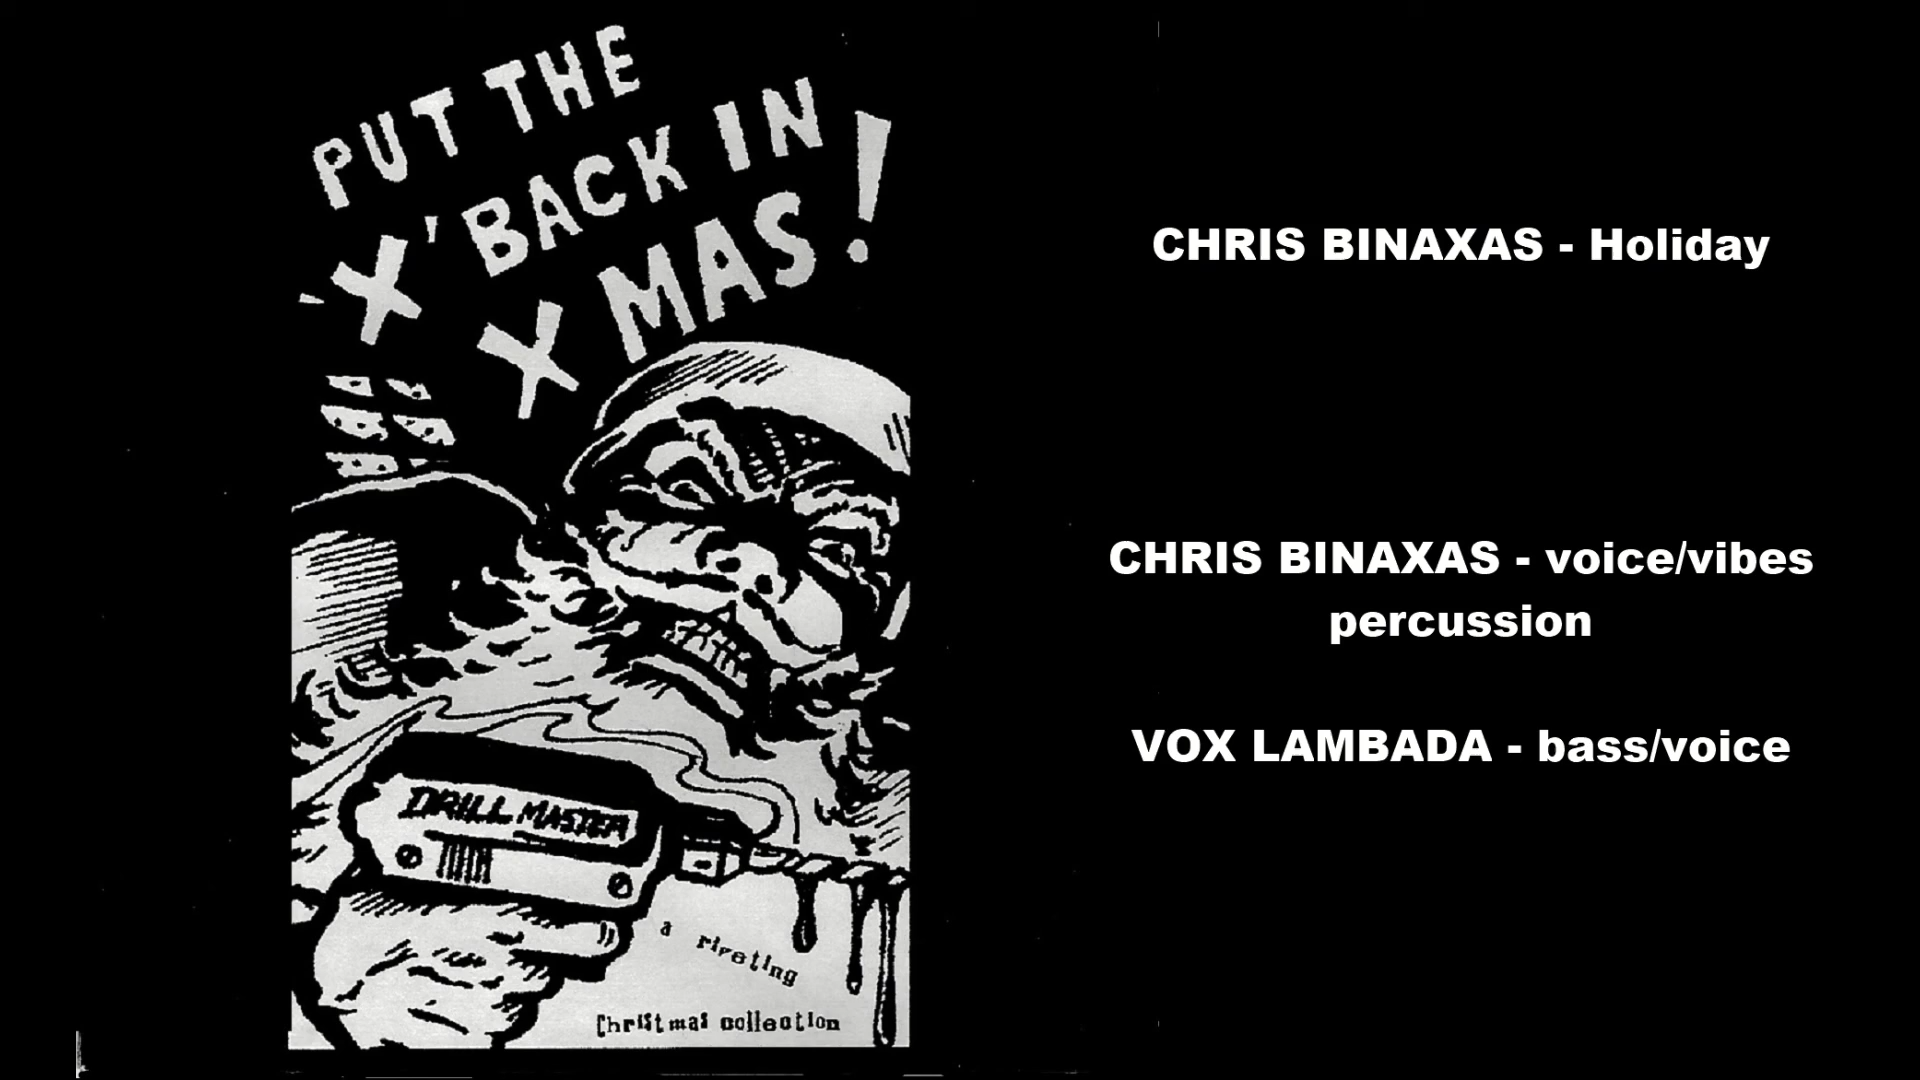 PUT THE
'X' BACK IN
X MAS!
DRILL MASTER
a riveting
Christmas collection
CHRIS BINAXAS - Holiday
CHRIS BINAXAS - voice/vibes
percussion
VOX LAMBADA - bass/voice